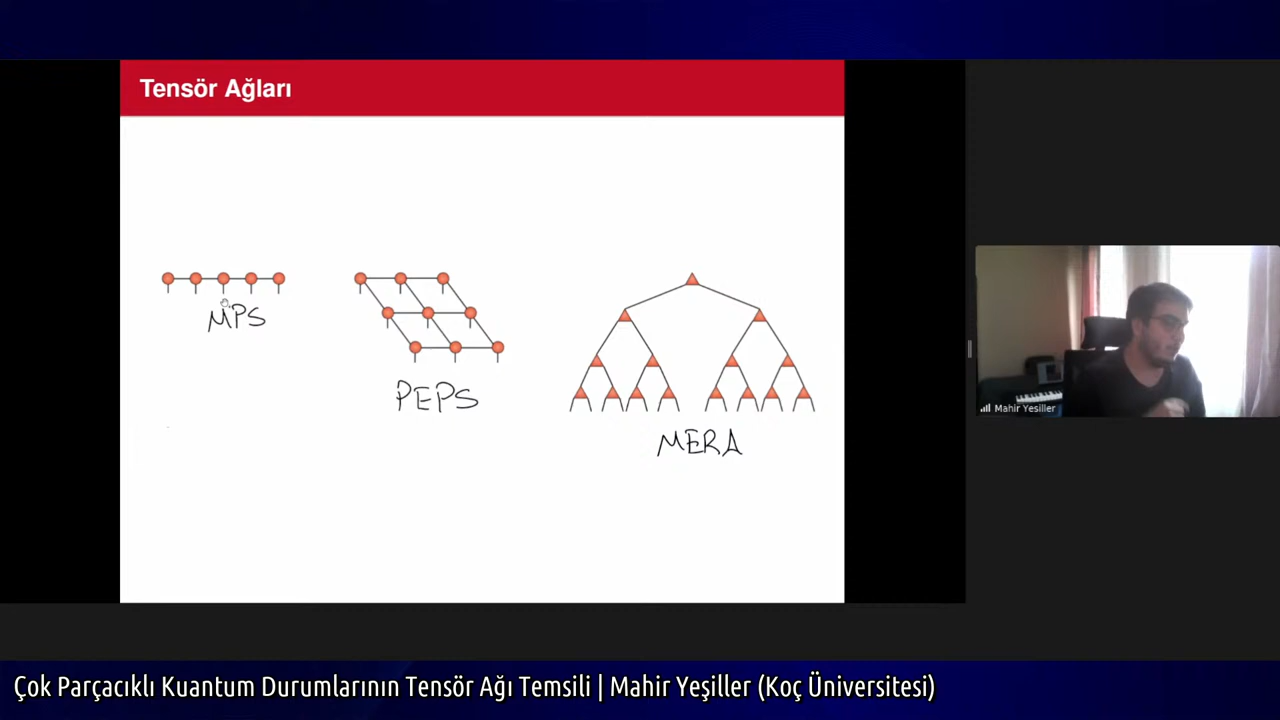 Tensör Ağları
MPS
PEPS
MERA
Mahir Yesiller
Çok Parçacıklı Kuantum Durumlarının Tensör Ağı Temsili | Mahir Yeşiller (Koç Üniversitesi)